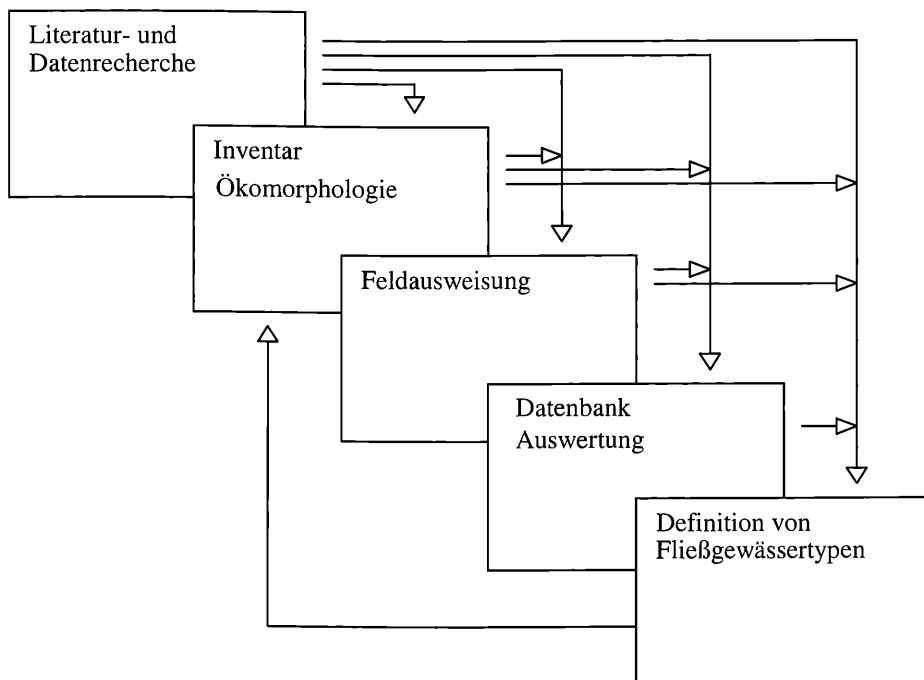 Literatur- und
Datenrecherche
Inventar
Ökomorphologie
Feldausweisung
Datenbank
Auswertung
Definition von
Fließgewässertypen